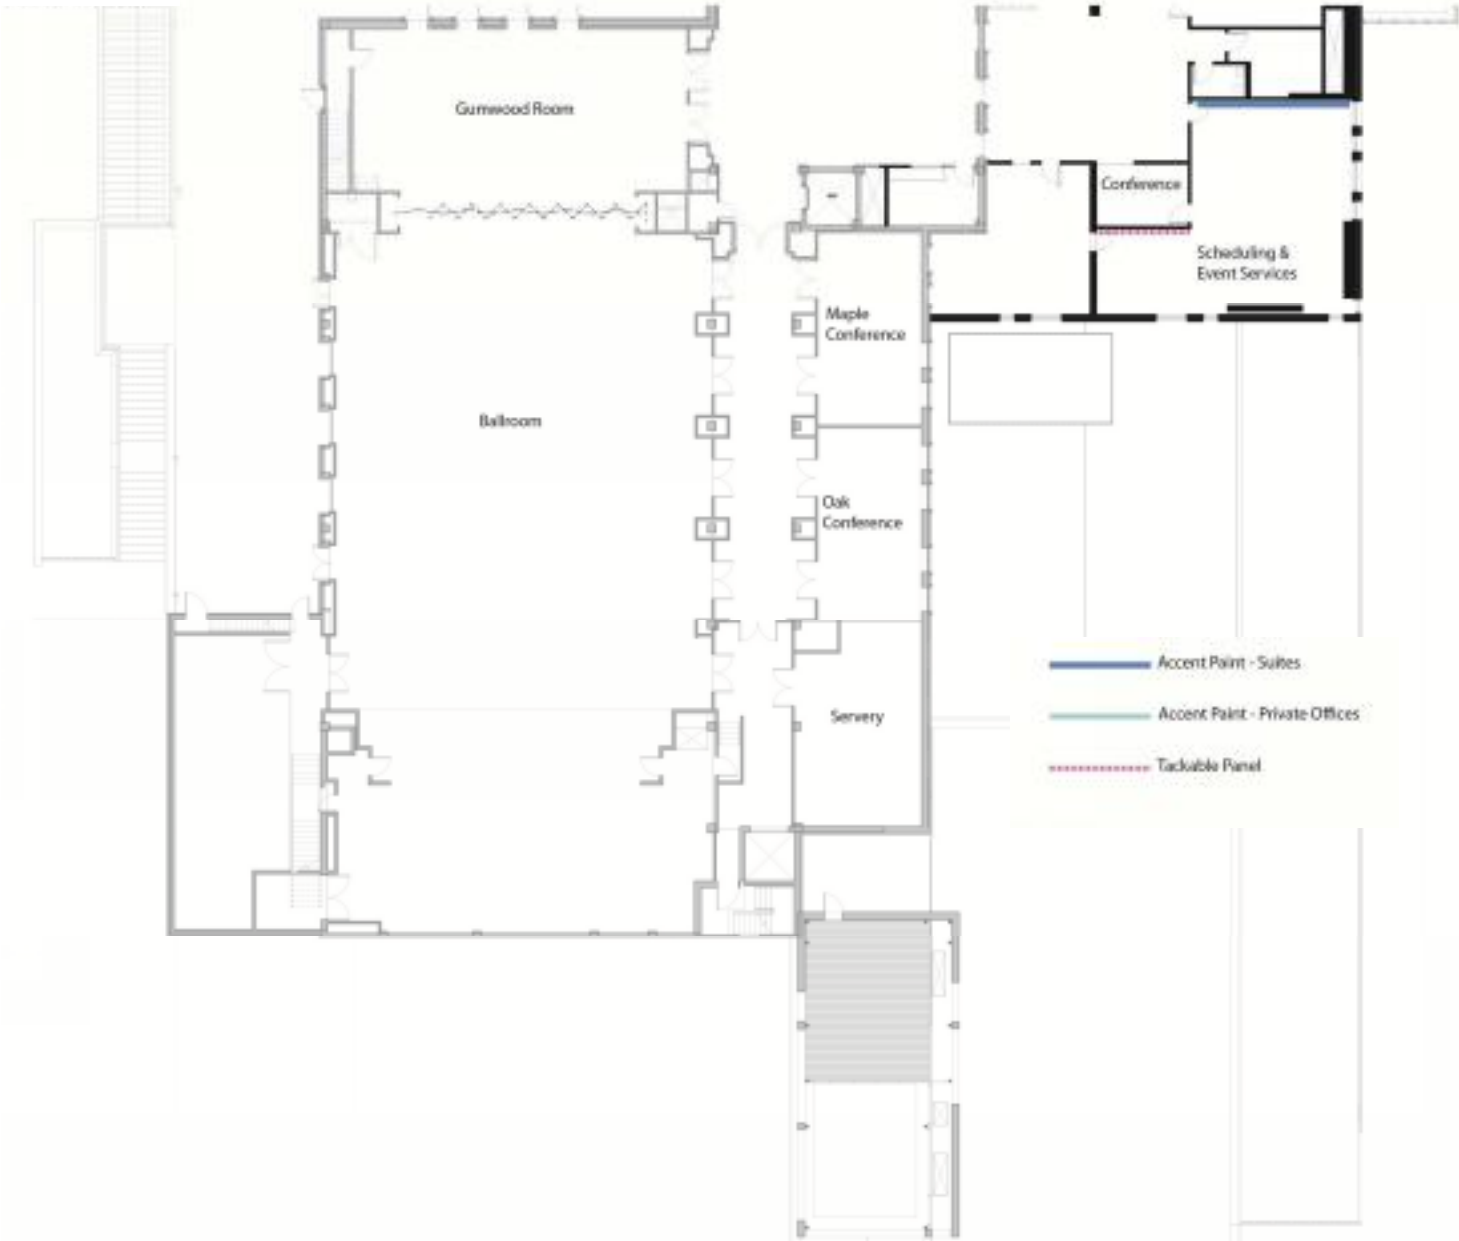 Gumwood Room
Conference
Scheduling &
Event Services
Maple
Conference
Ballroom
Oak
Conference
Accent Paint - Suites
Accent Paint - Private Offices
Servery
Tackable Panel